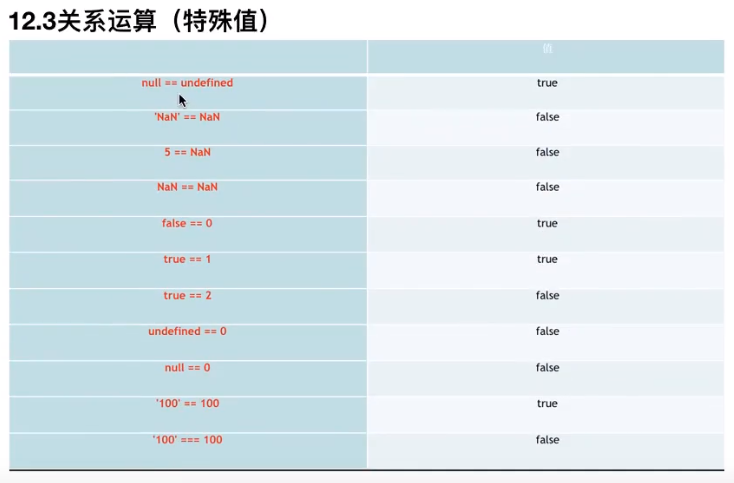 12.3关系运算（特殊值）
值
null == undefined true
'NaN' == NaN false
5 == NaN false
NaN == NaN false
false == 0 true
true == 1 true
true == 2 false
undefined == 0 false
null == 0 false
'100' == 100 true
'100' === 100 false